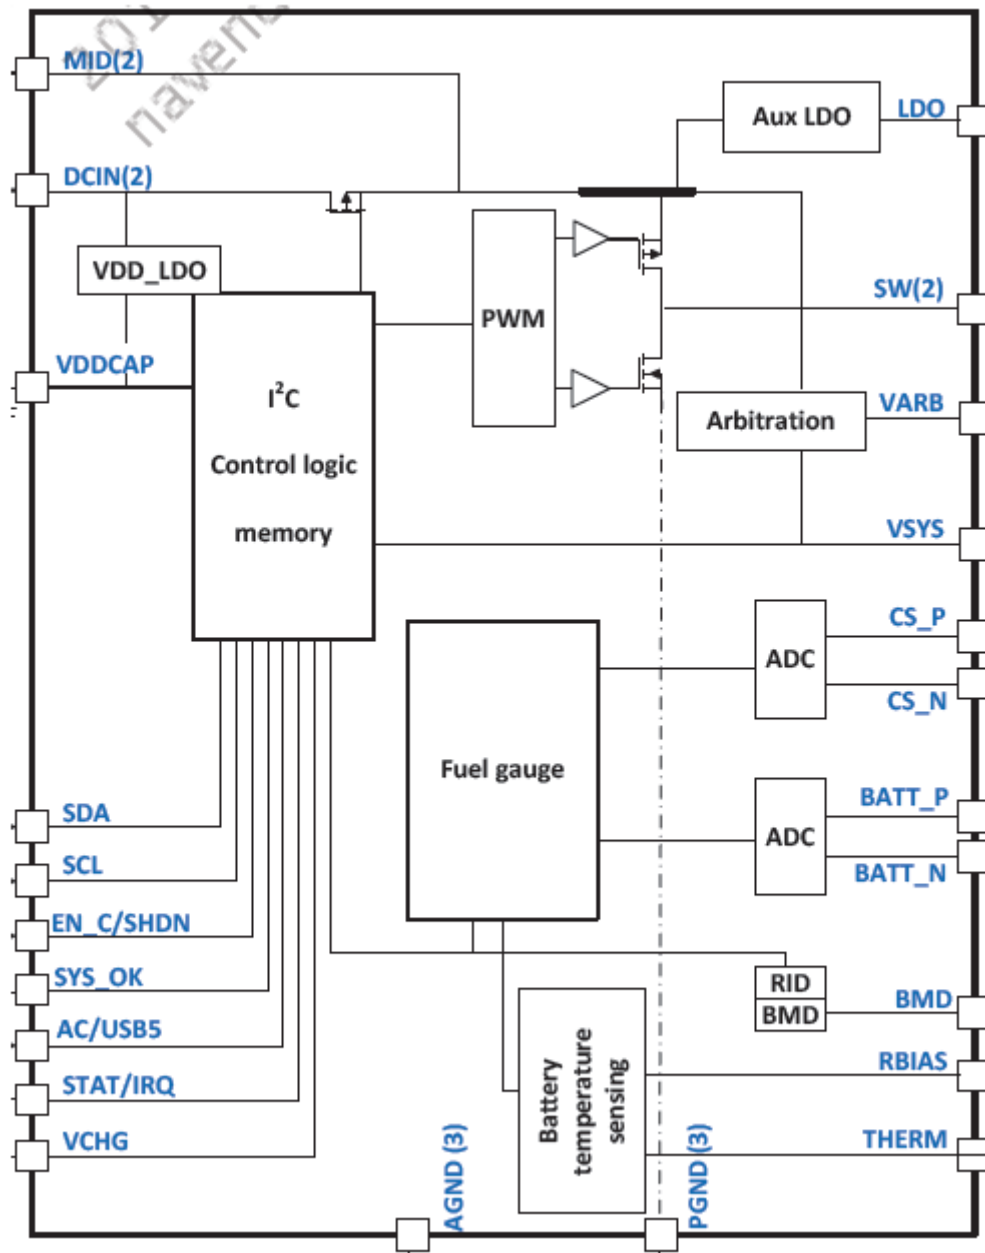 MID(2)
Aux LDO
LDO
DCIN(2)
VDD_LDO
PWM
SW(2)
VDDCAP
I²C
Control logic
memory
Arbitration
VARB
VSYS
CS_P
ADC
CS_N
Fuel gauge
BATT_P
ADC
BATT_N
SDA
SCL
EN_C/SHDN
SYS_OK
AC/USB5
STAT/IRQ
VCHG
RID
BMD
BMD
RBIAS
THERM
Battery
temperature
sensing
AGND (3)
PGND (3)